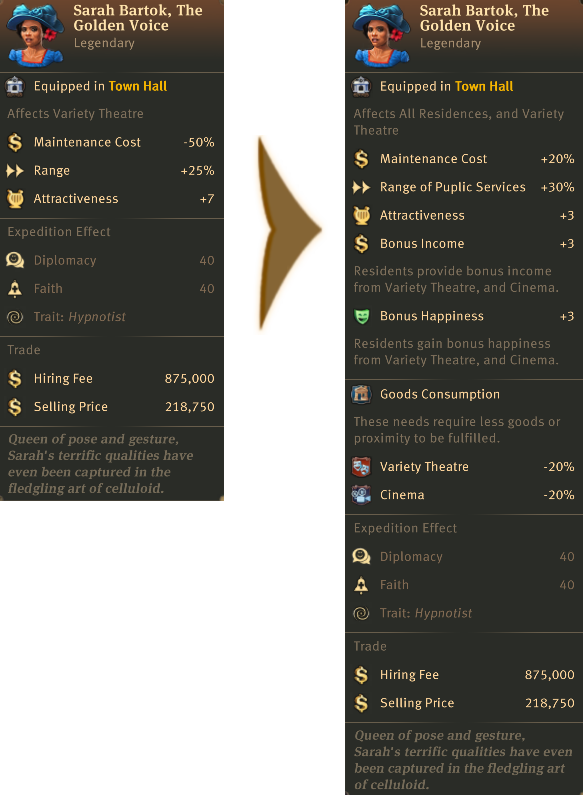 Sarah Bartok, The
Golden Voice
Legendary
Equipped in Town Hall
Affects Variety Theatre
Maintenance Cost -50%
Range +25%
Attractiveness +7
Expedition Effect
Diplomacy 40
Faith 40
Trait: Hypnotist
Trade
Hiring Fee 875,000
Selling Price 218,750
Queen of pose and gesture,
Sarah's terrific qualities have
even been captured in the
fledgling art of celluloid.
Sarah Bartok, The
Golden Voice
Legendary
Equipped in Town Hall
Affects All Residences, and Variety
Theatre
Maintenance Cost +20%
Range of Puplic Services +30%
Attractiveness +3
Bonus Income +3
Residents provide bonus income
from Variety Theatre, and Cinema.
Bonus Happiness +3
Residents gain bonus happiness
from Variety Theatre, and Cinema.
Goods Consumption
These needs require less goods or
proximity to be fulfilled.
Variety Theatre -20%
Cinema -20%
Expedition Effect
Diplomacy 40
Faith 40
Trait: Hypnotist
Trade
Hiring Fee 875,000
Selling Price 218,750
Queen of pose and gesture,
Sarah's terrific qualities have even
been captured in the fledgling art
of celluloid.